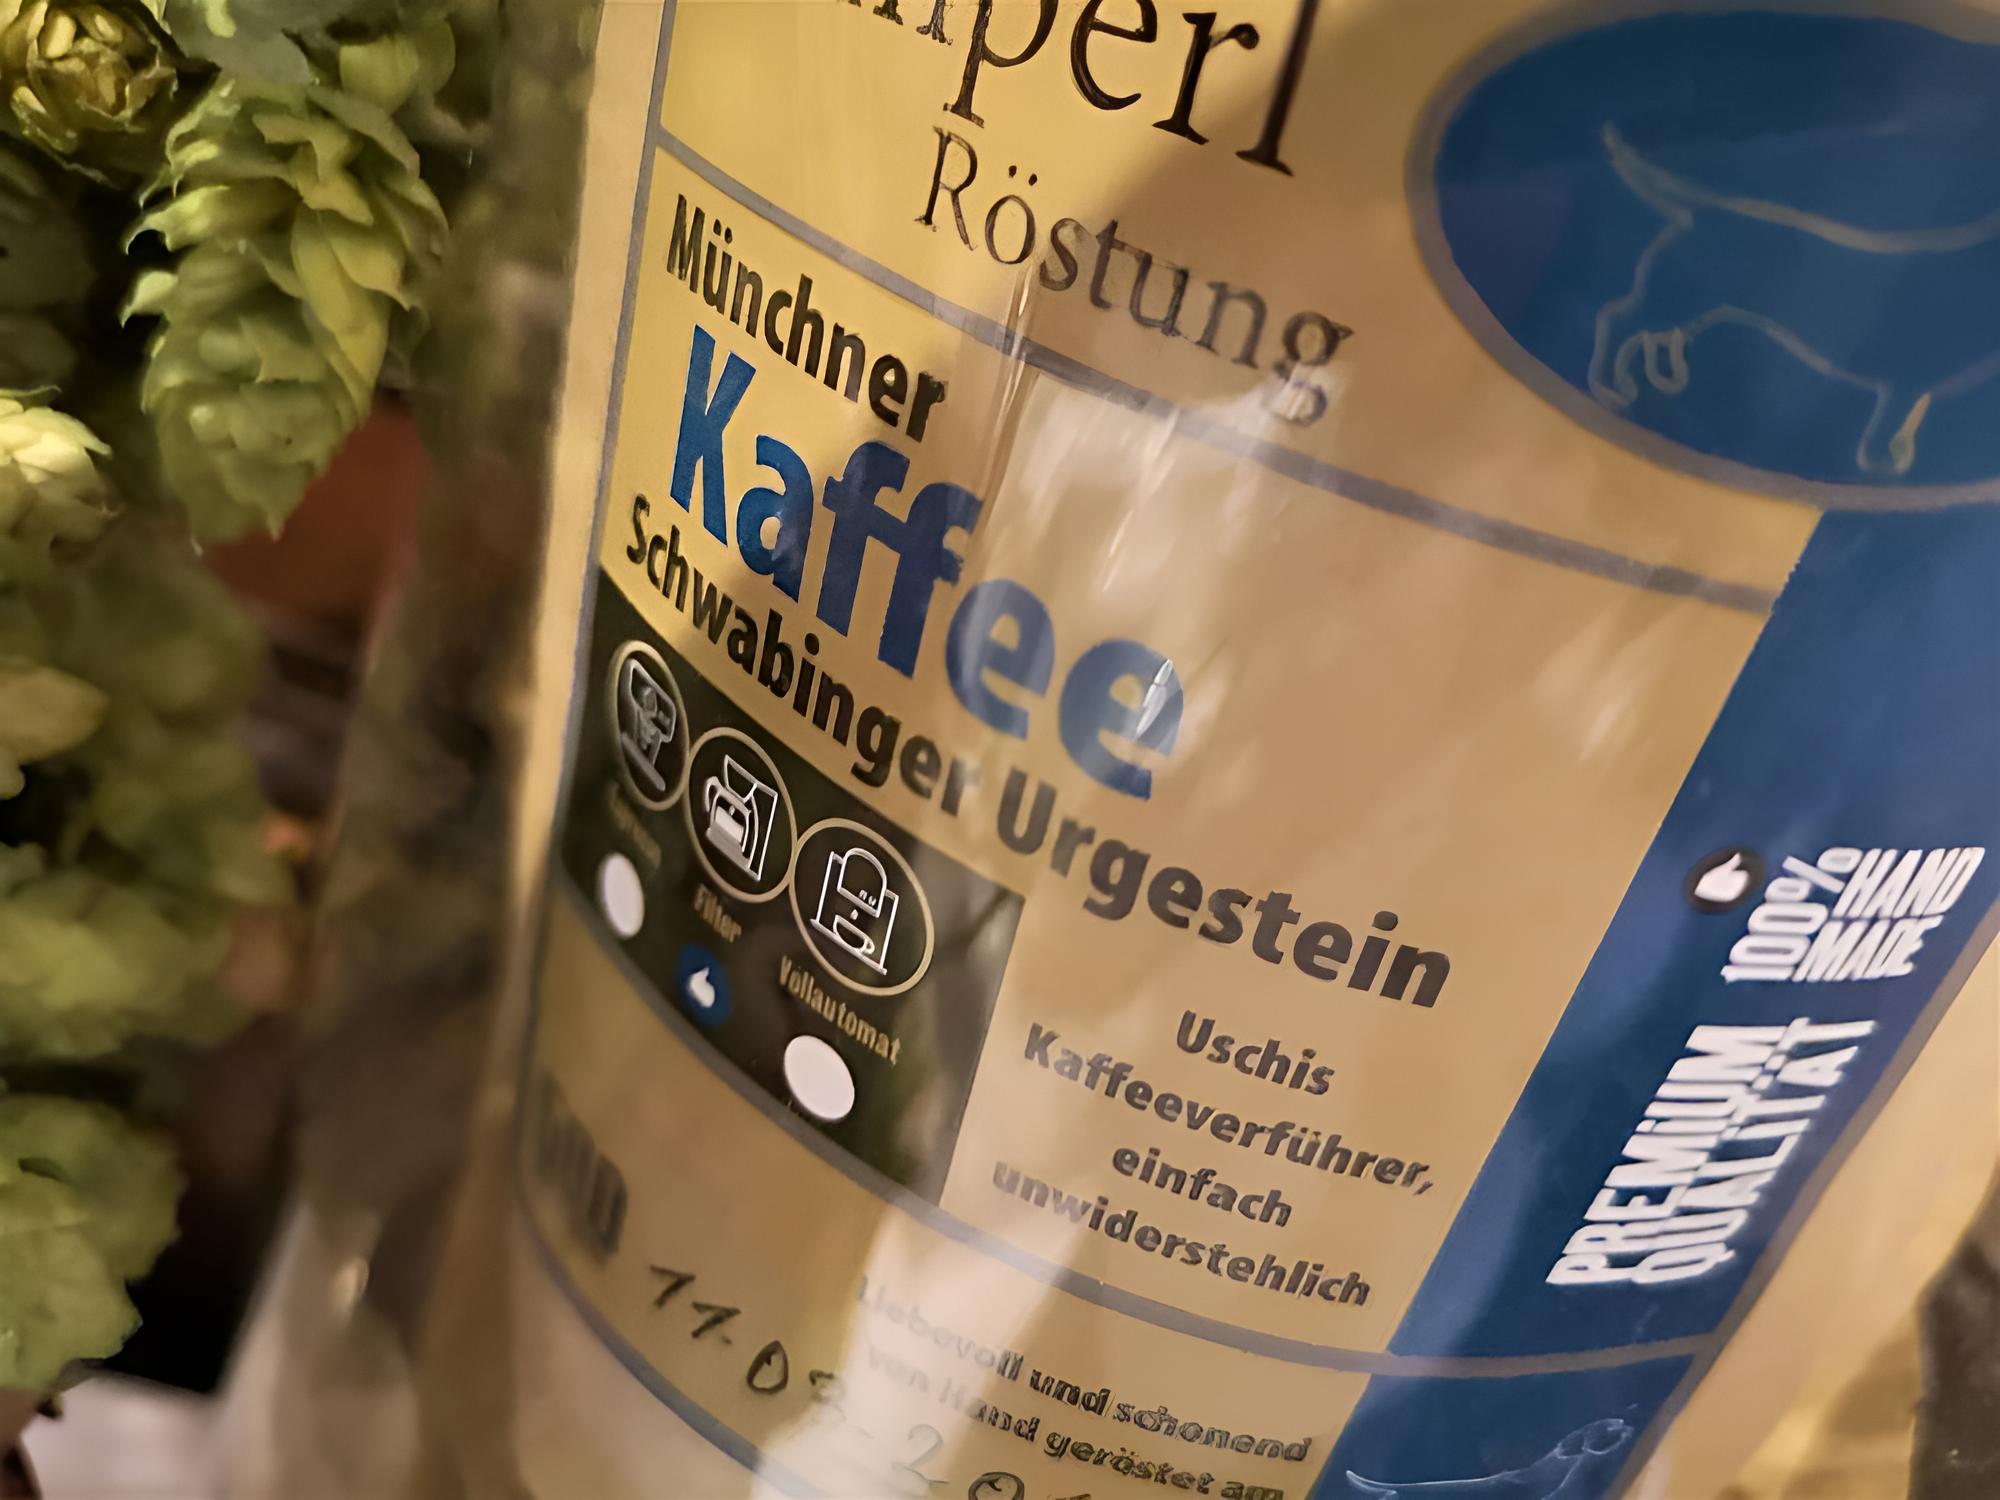 Röstung
Münchner
Kaffee
Schwabinger Urgestein
Filter
Vollautomat
Uschis
Kaffeeverführer,
einfach
unwiderstehlich
100% HAND
MADE
PREMIUM
QUALITÄT
Liebevoll und schonend
von Hand geröstet am